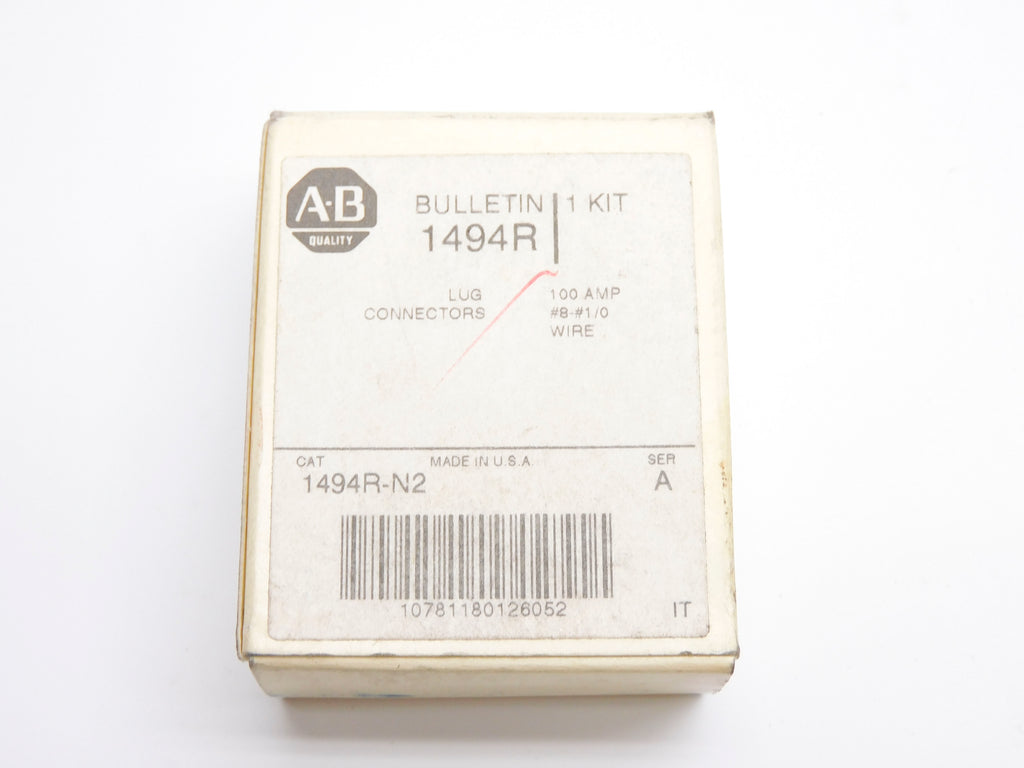 A-B
QUALITY
BULLETIN 1 KIT
1494R
LUG
CONNECTORS
100 AMP
#8-#1/0
WIRE
CAT MADE IN U.S.A. SER
1494R-N2 A
10781180126052
IT